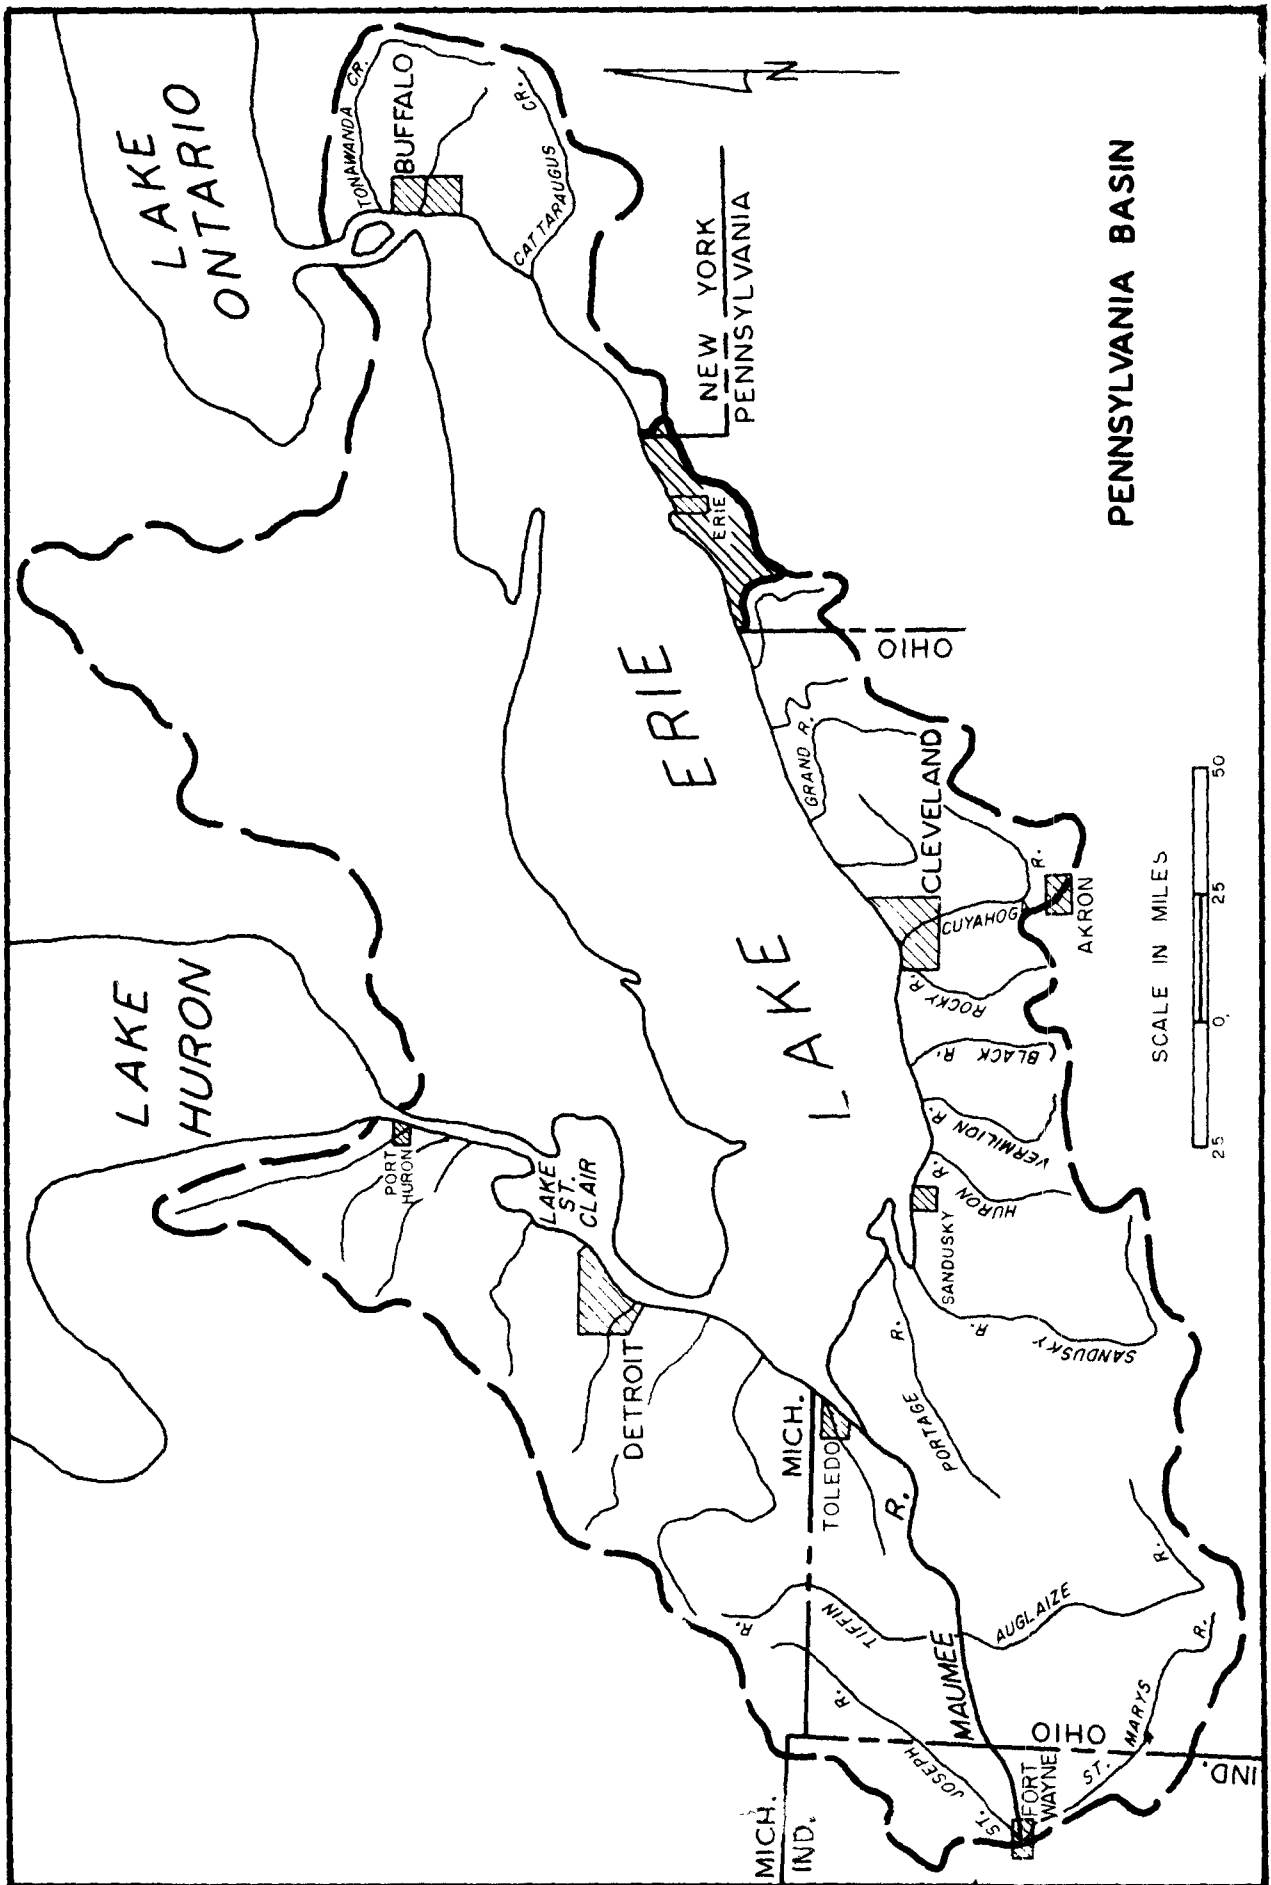 LAKE
ONTARIO
TONAWANDA CR.
BUFFALO
CATTARAUGUS CR.
N
NEW YORK
PENNSYLVANIA
LAKE
HURON
PORT
HURON
LAKE
ST.
CLAIR
DETROIT
LAKE ERIE
ERIE
OHIO
GRAND R.
CLEVELAND
CUYAHOG R.
AKRON
ROCKY R.
BLACK R.
VERMILION R.
HURON R.
SANDUSKY
SANDUSKY R.
PORTAGE R.
MICH.
TOLEDO
MAUMEE R.
TIFFIN R.
AUGLAIZE R.
ST. JOSEPH R.
ST. MARYS R.
FORT
WAYNE
OHIO
IND.
MICH.
IND.
SCALE IN MILES
25 0 25 50
PENNSYLVANIA BASIN